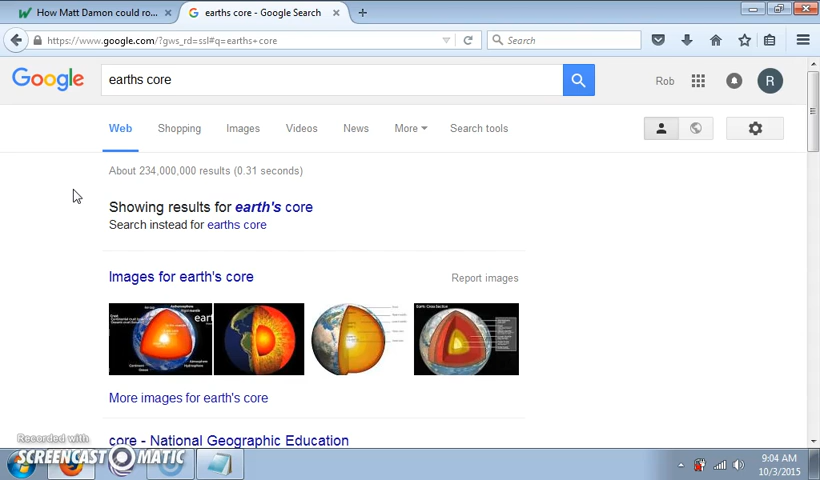 How Matt Damon could ro...
earths core - Google Search
https://www.google.com/?gws_rd=ssl#q=earths+core
Search
Google
earths core
Rob
R
Web
Shopping
Images
Videos
News
More
Search tools
About 234,000,000 results (0.31 seconds)
Showing results for earth's core
Search instead for earths core
Images for earth's core
Report images
More images for earth's core
core - National Geographic Education
Recorded with
SCREENCAST MATIC
9:04 AM
10/3/2015